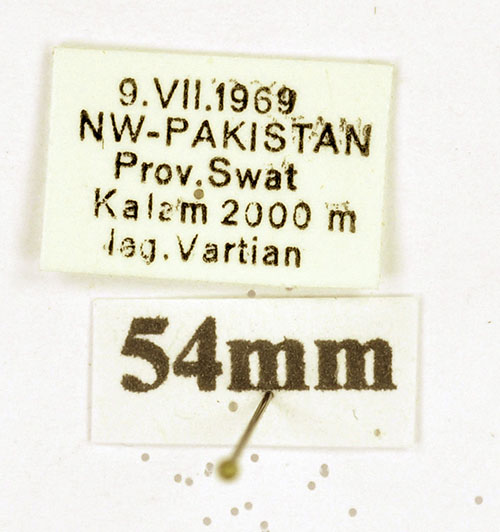 9.VII.1969
NW-PAKISTAN
Prov.Swat
Kalam 2000 m
leg.Vartian
54mm